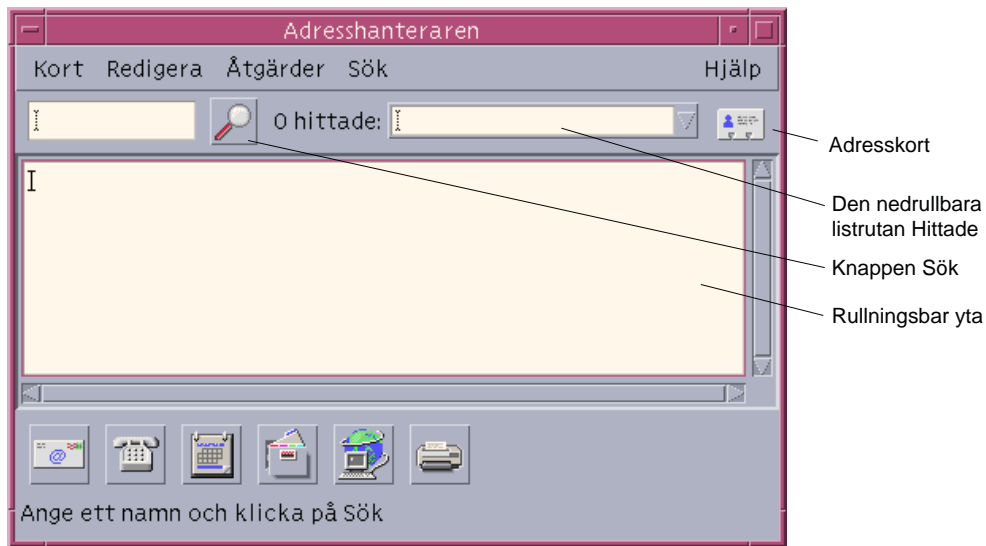 Adresshanteraren
Kort Redigera Åtgärder Sök Hjälp
0 hittade:
Adresskort
Den nedrullbara
listrutan Hittade
Knappen Sök
Rullningsbar yta
@
Ange ett namn och klicka på Sök